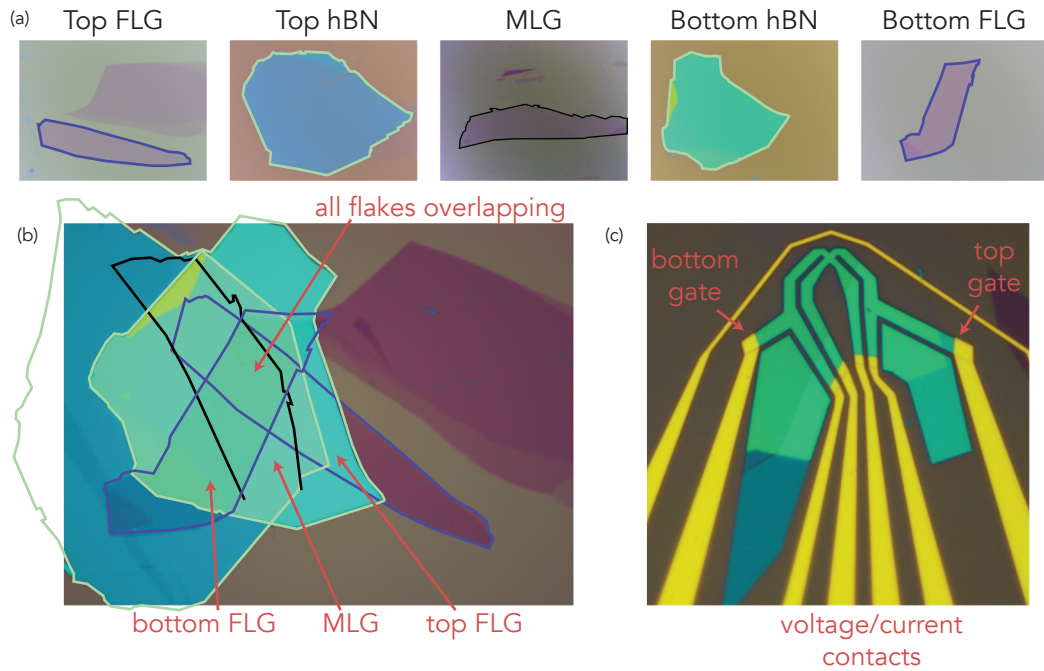 (a)
Top FLG
Top hBN
MLG
Bottom hBN
Bottom FLG
(b)
all flakes overlapping
bottom FLG
MLG
top FLG
(c)
bottom
gate
top
gate
voltage/current
contacts